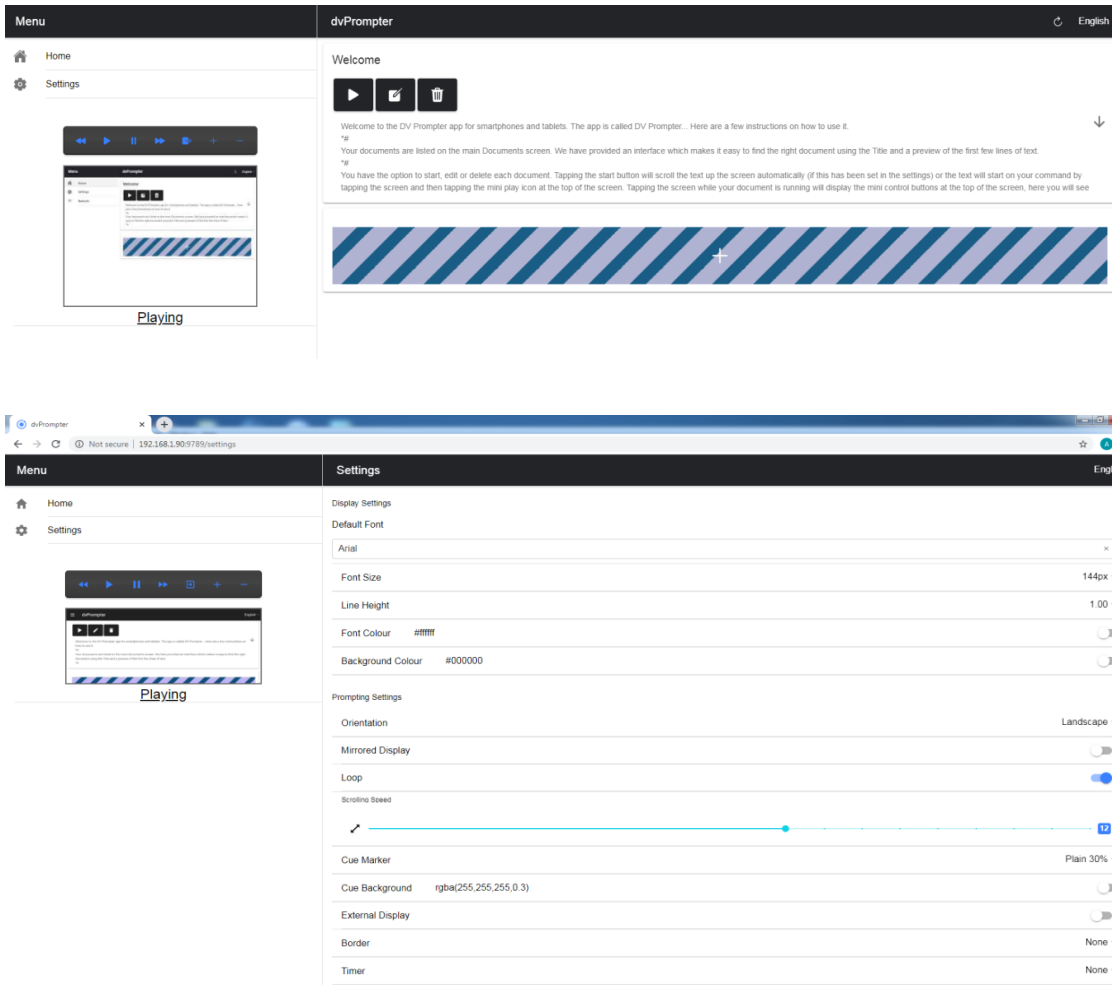 Menu
dvPrompter
English
Home
Settings
Playing
Welcome
Welcome to the DV Prompter app for smartphones and tablets. The app is called DV Prompter... Here are a few instructions on how to use it.
*#
Your documents are listed on the main Documents screen. We have provided an interface which makes it easy to find the right document using the Title and a preview of the first few lines of text.
*#
You have the option to start, edit or delete each document. Tapping the start button will scroll the text up the screen automatically (if this has been set in the settings) or the text will start on your command by
tapping the screen and then tapping the mini play icon at the top of the screen. Tapping the screen while your document is running will display the mini control buttons at the top of the screen, here you will see
dvPrompter
Not secure | 192.168.1.90:9789/settings
Menu
Settings
Engl
Home
Settings
Playing
Display Settings
Default Font
Arial
Font Size 144px
Line Height 1.00
Font Colour #ffffff
Background Colour #000000
Prompting Settings
Orientation Landscape
Mirrored Display
Loop
Scrolling Speed
12
Cue Marker Plain 30%
Cue Background rgba(255,255,255,0.3)
External Display
Border None
Timer None